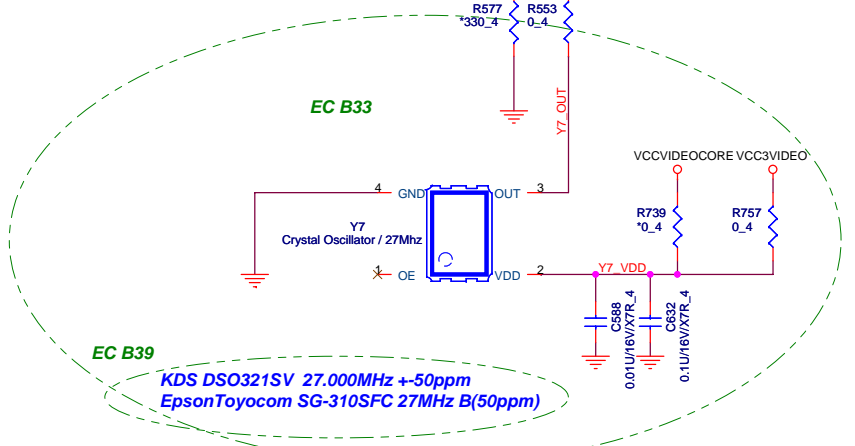 R577
*330_4
R553
0_4
EC B33
Y7_OUT
VCCVIDEOCORE
VCC3VIDEO
4
GND
OUT
3
R739
*0_4
R757
0_4
Y7
Crystal Oscillator / 27Mhz
1
OE
VDD
2
Y7_VDD
C588
0.01U/16V/X7R_4
C632
0.1U/16V/X7R_4
EC B39
KDS DSO321SV 27.000MHz +-50ppm
EpsonToyocom SG-310SFC 27MHz B(50ppm)